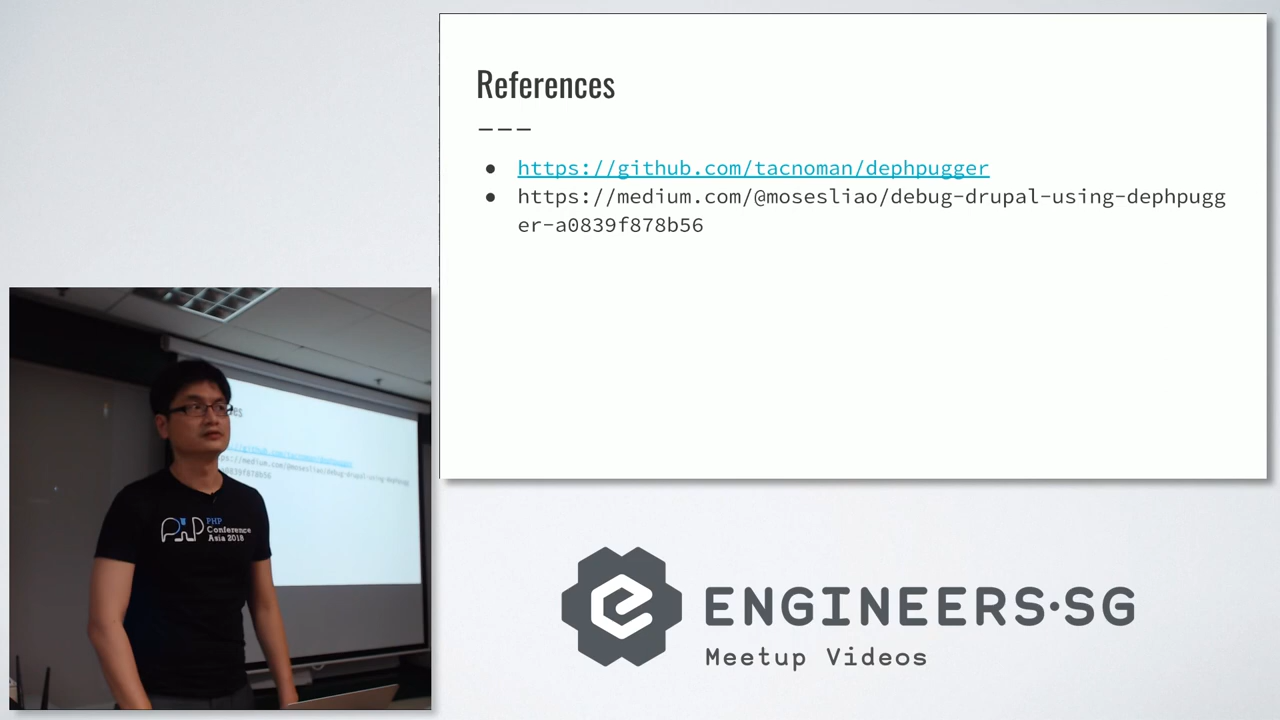 References
---
● https://github.com/tacnoman/dephpugger
● https://medium.com/@mosesliao/debug-drupal-using-dephpugg
er-a0839f878b56
PHP
Conference
Asia 2018
ENGINEERS·SG
Meetup Videos